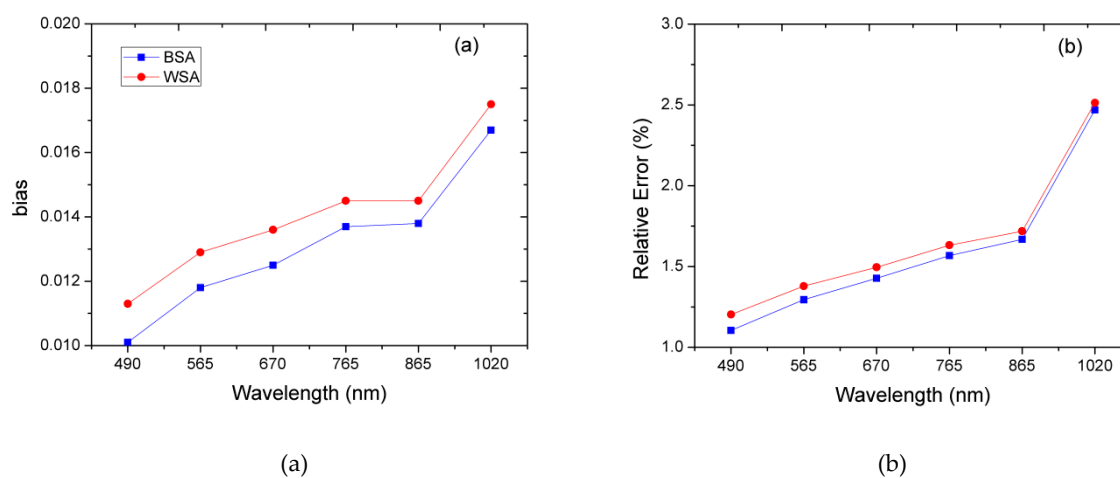 (a)
BSA
WSA
0.020
0.018
0.016
0.014
0.012
0.010
bias
490 565 670 765 865 1020
Wavelength (nm)
(a)
(b)
3.0
2.5
2.0
1.5
1.0
Relative Error (%)
490 565 670 765 865 1020
Wavelength (nm)
(b)